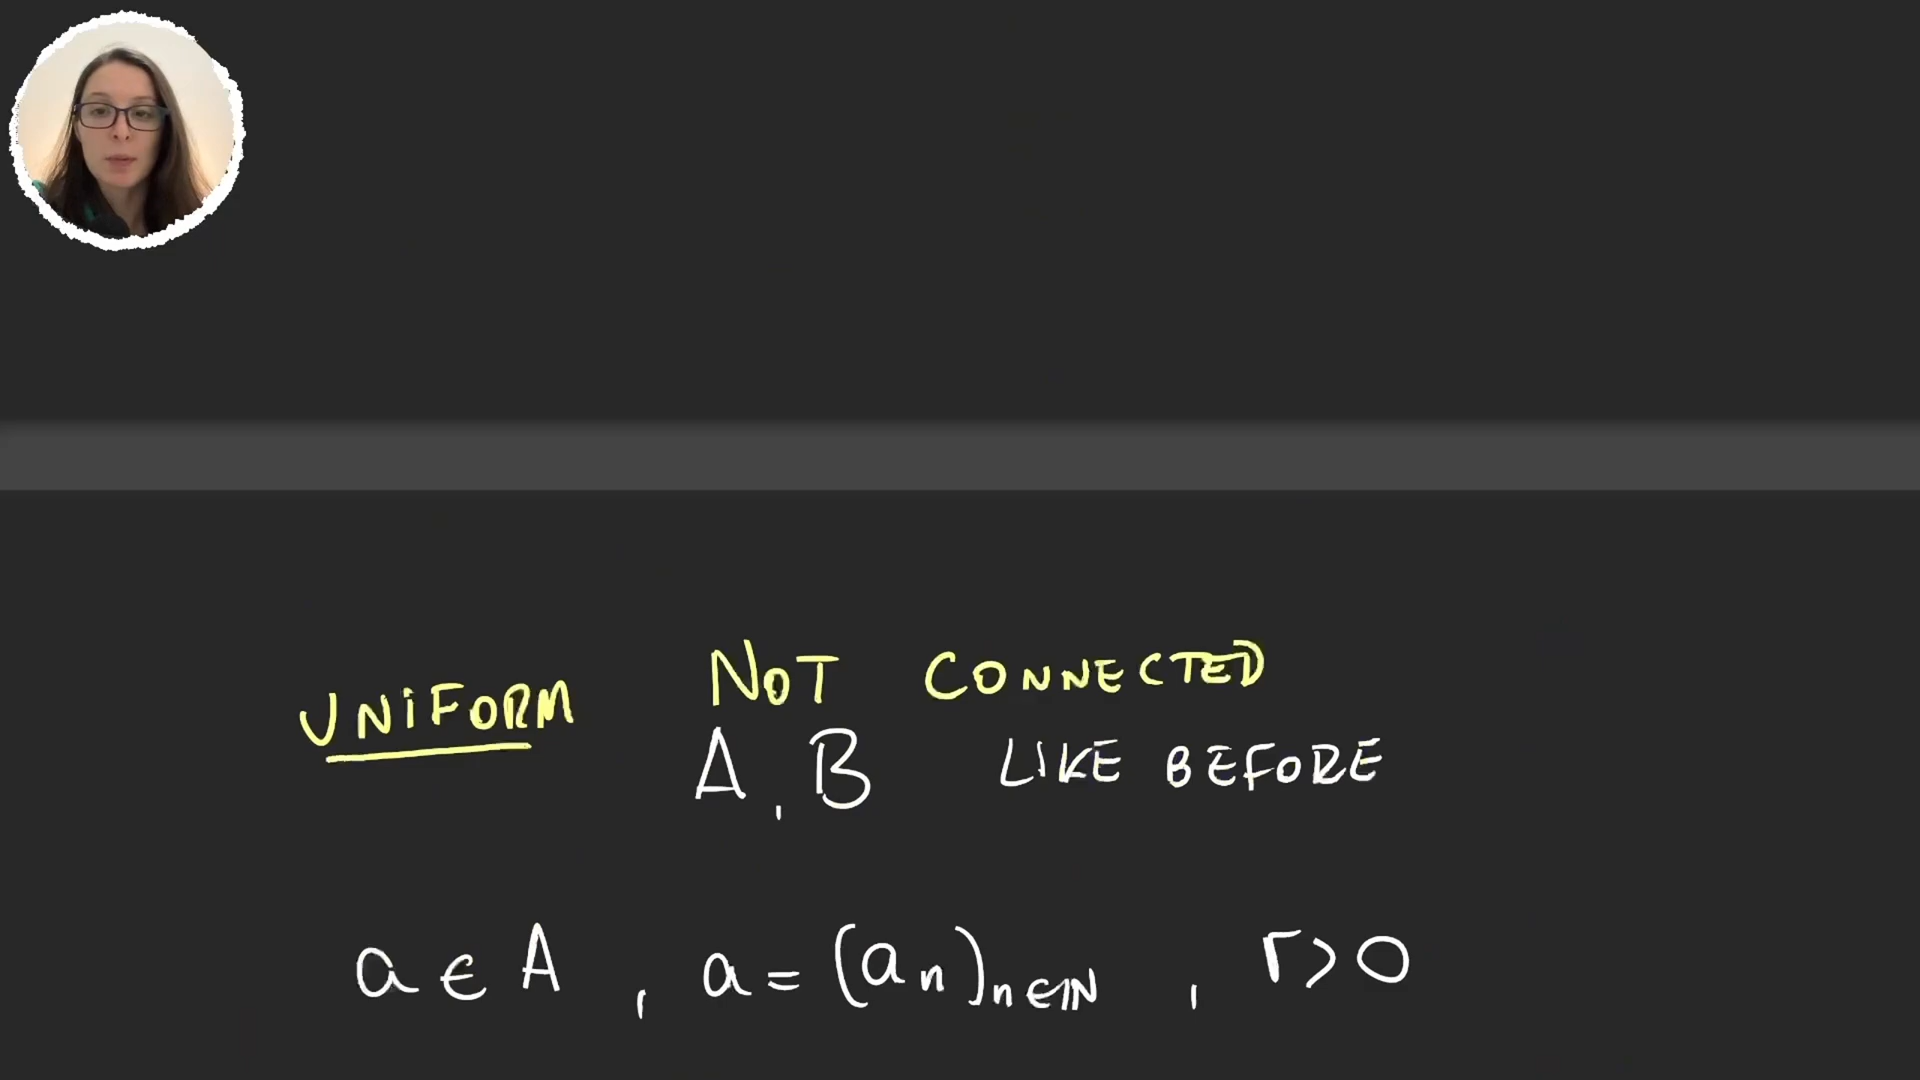 UNIFORM NOT CONNECTED
A, B LIKE BEFORE
a ∈ A, a = (aₙ)ₙ∈ℕ, r > 0